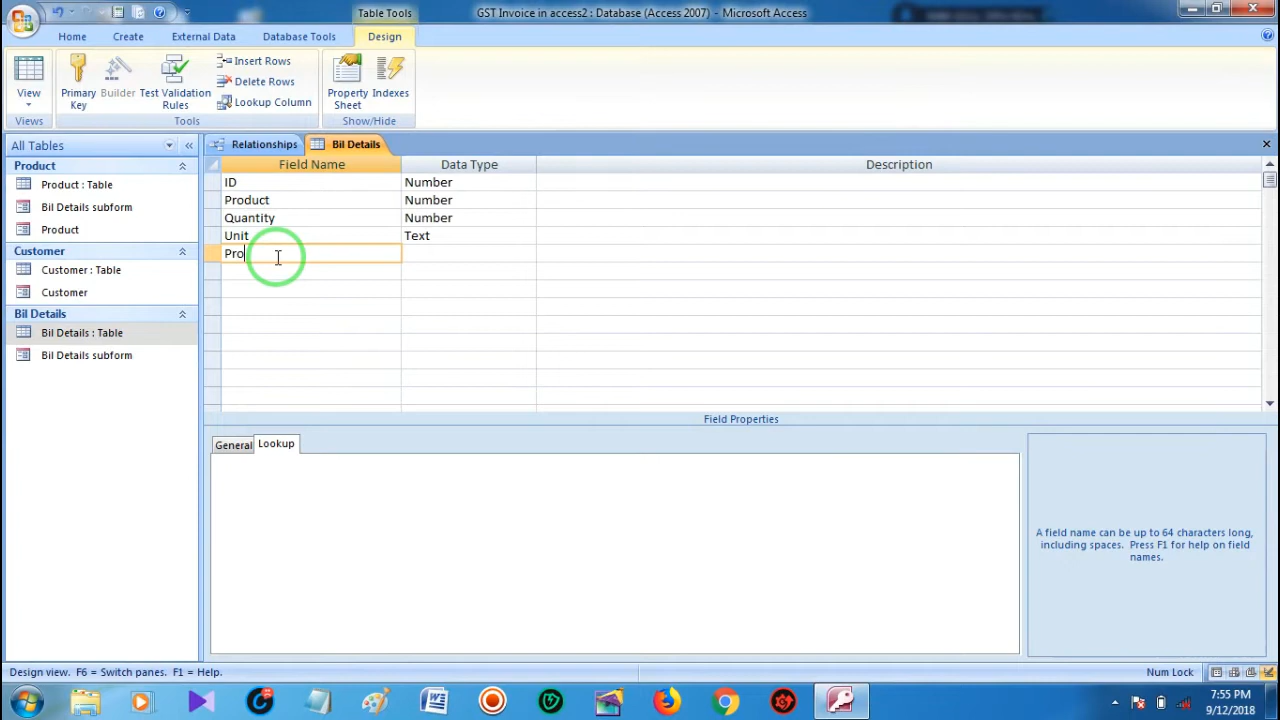 Table Tools
GST Invoice in access2 : Database (Access 2007) - Microsoft Access
Home
Create
External Data
Database Tools
Design
View
Primary Key
Builder
Test Validation Rules
Insert Rows
Delete Rows
Lookup Column
Property Sheet
Indexes
Views
Tools
Show/Hide
All Tables
Product
Product : Table
Bil Details subform
Product
Customer
Customer : Table
Customer
Bil Details
Bil Details : Table
Bil Details subform
Relationships
Bil Details
Field Name Data Type Description
ID Number
Product Number
Quantity Number
Unit Text
Pro
Field Properties
General Lookup
A field name can be up to 64 characters long,
including spaces. Press F1 for help on field
names.
Design view. F6 = Switch panes. F1 = Help.
Num Lock
7:55 PM
9/12/2018